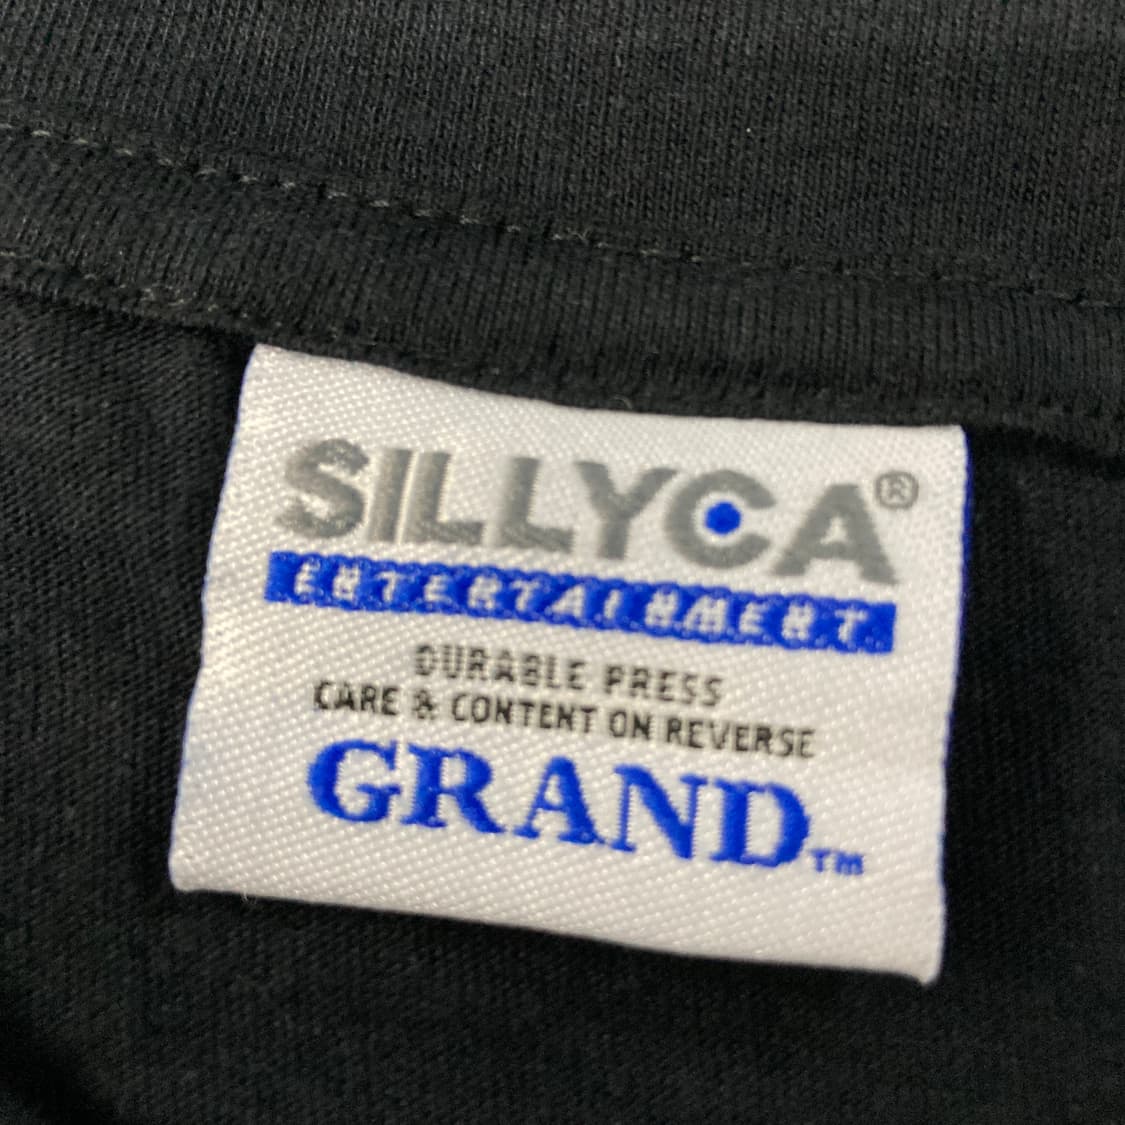 SILLYCA®
ENTERTAINMENT
DURABLE PRESS
CARE & CONTENT ON REVERSE
GRAND™